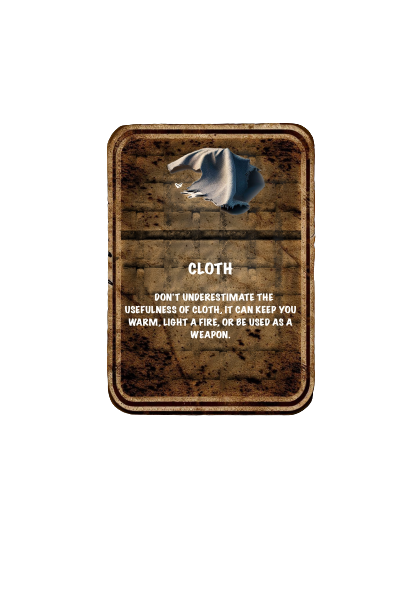 CLOTH
DON'T UNDERESTIMATE THE
USEFULNESS OF CLOTH, IT CAN KEEP YOU
WARM, LIGHT A FIRE, OR BE USED AS A
WEAPON.